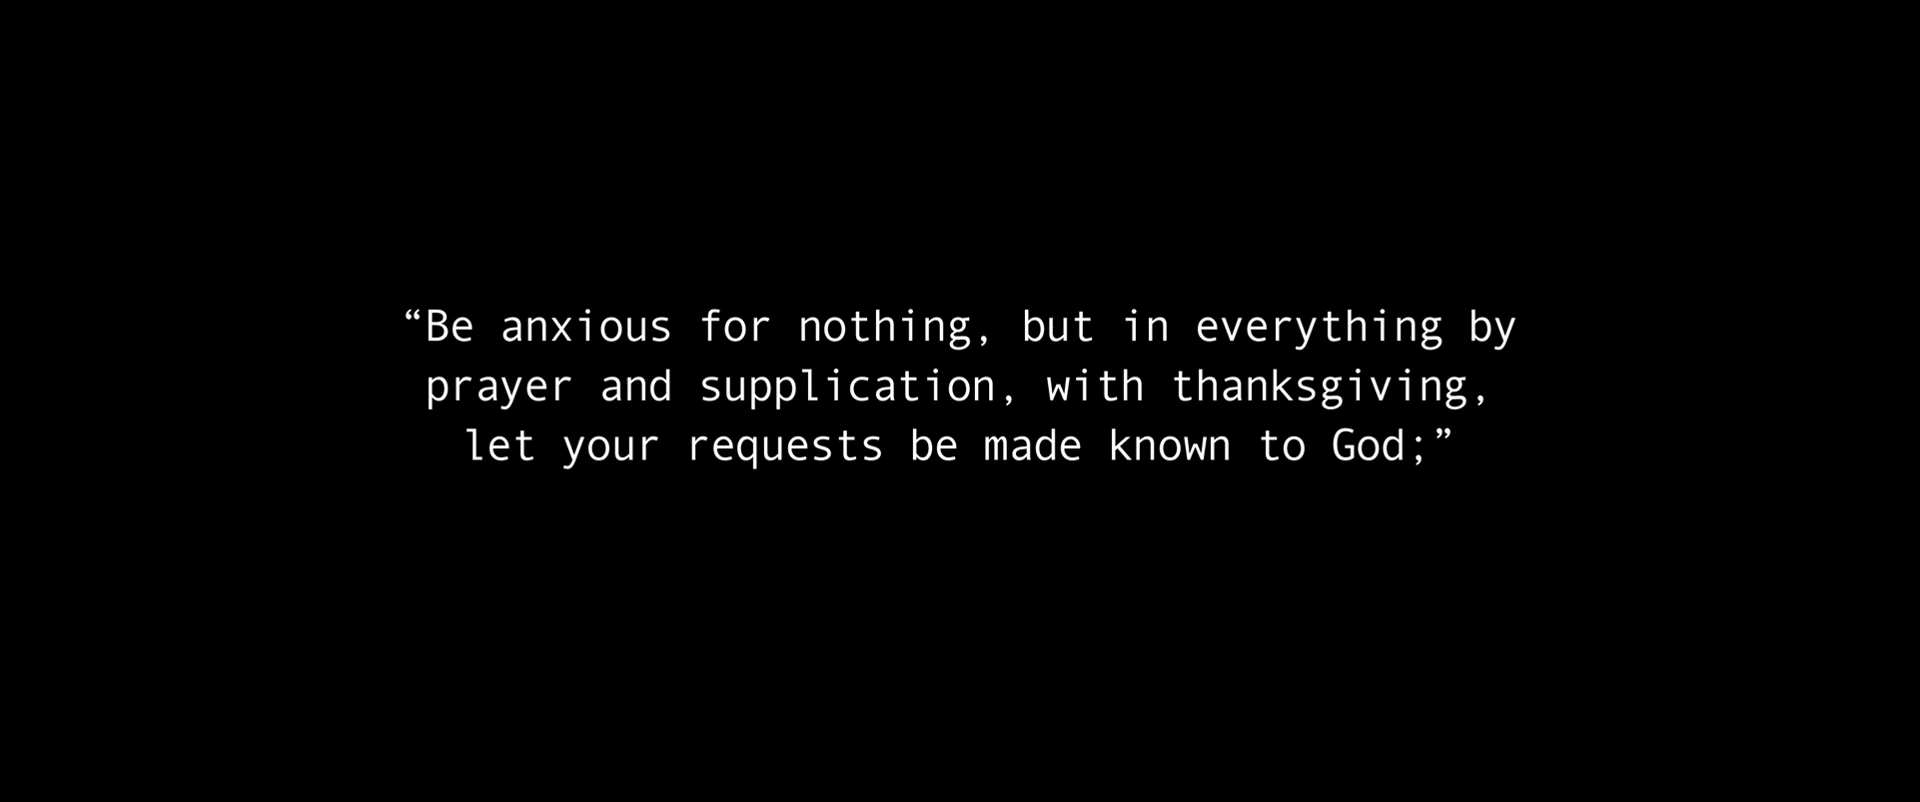 “Be anxious for nothing, but in everything by
prayer and supplication, with thanksgiving,
let your requests be made known to God;”